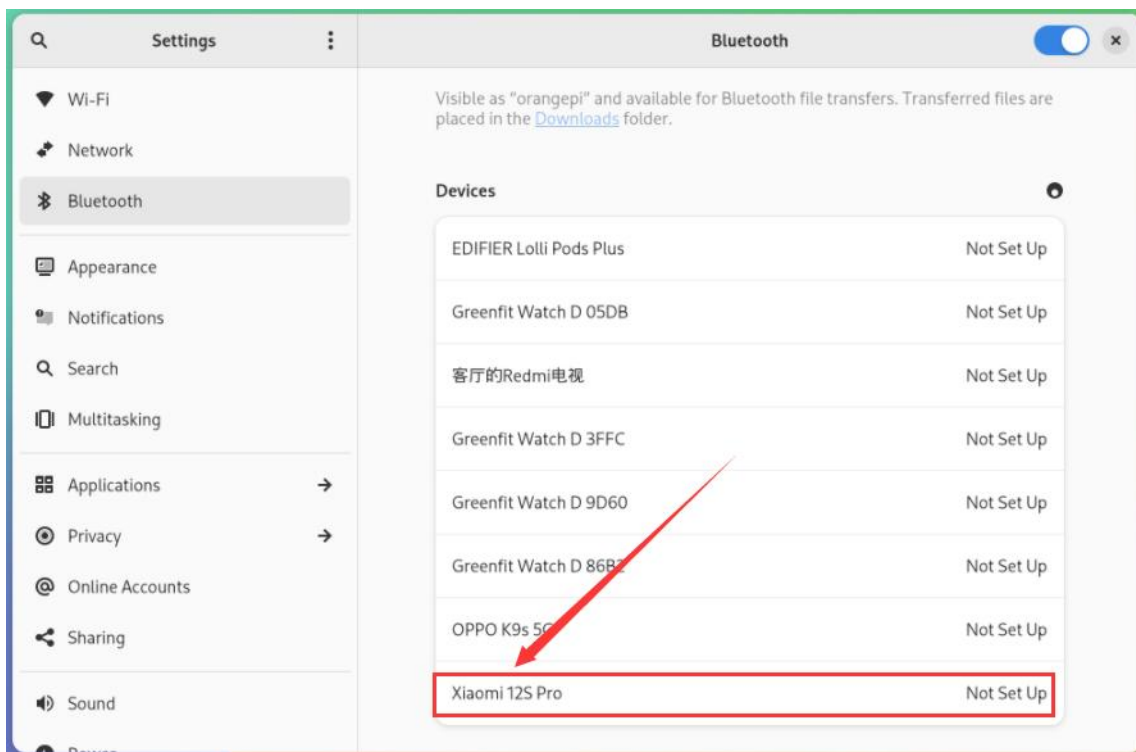 Settings
Bluetooth
Wi-Fi
Network
Bluetooth
Appearance
Notifications
Search
Multitasking
Applications
Privacy
Online Accounts
Sharing
Sound
Visible as "orangepi" and available for Bluetooth file transfers. Transferred files are
placed in the Downloads folder.
Devices
EDIFIER Lolli Pods Plus Not Set Up
Greenfit Watch D 05DB Not Set Up
客厅的Redmi电视 Not Set Up
Greenfit Watch D 3FFC Not Set Up
Greenfit Watch D 9D60 Not Set Up
Greenfit Watch D 86B2 Not Set Up
OPPO K9s 5G Not Set Up
Xiaomi 12S Pro Not Set Up